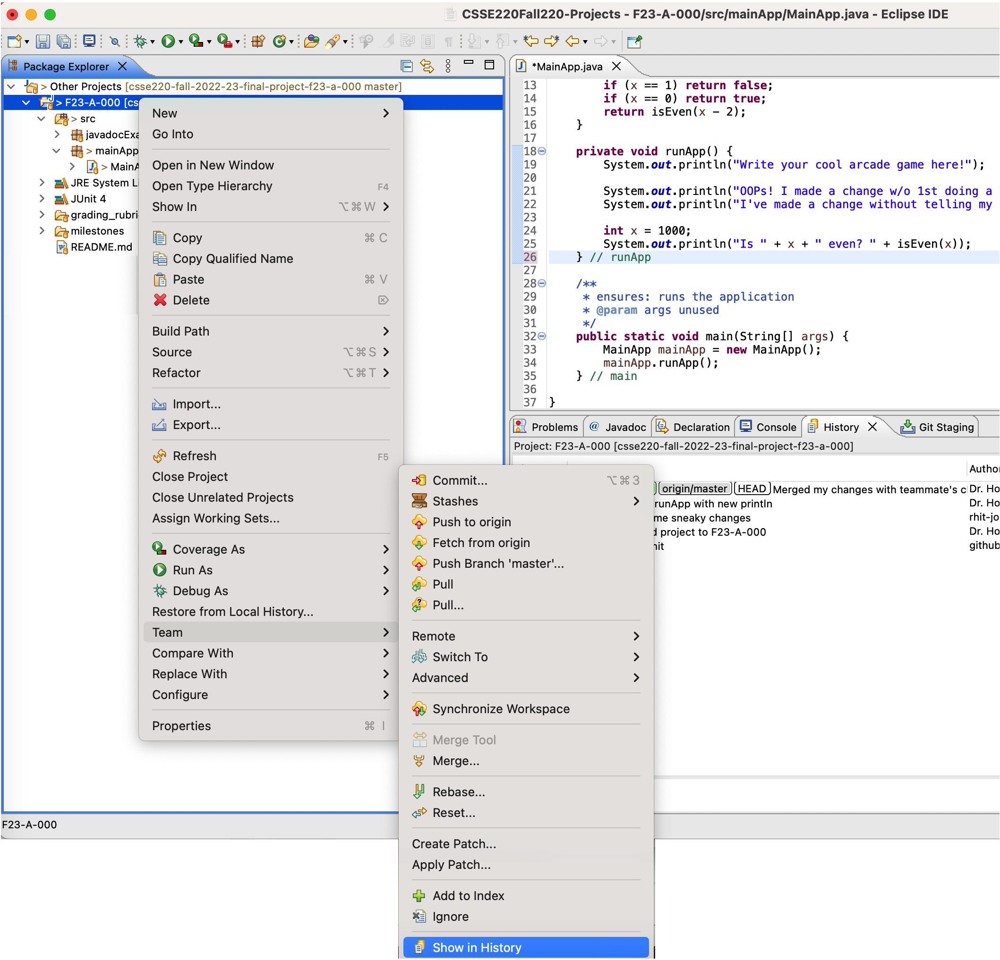 CSSE220Fall220-Projects - F23-A-000/src/mainApp/MainApp.java - Eclipse IDE
Package Explorer
> Other Projects [csse220-fall-2022-23-final-project-f23-a-000 master]
> F23-A-000 [cs
> src
javadocExa
> mainApp
> MainA
JRE System Li
JUnit 4
grading_rubri
milestones
README.md
New
Go Into
Open in New Window
Open Type Hierarchy F4
Show In ⌥⌘W
Copy ⌘C
Copy Qualified Name
Paste ⌘V
Delete
Build Path
Source ⌥⌘S
Refactor ⌥⌘T
Import...
Export...
Refresh F5
Close Project
Close Unrelated Projects
Assign Working Sets...
Coverage As
Run As
Debug As
Restore from Local History...
Team
Compare With
Replace With
Configure
Properties ⌘I
Commit... ⌥⌘3
Stashes
Push to origin
Fetch from origin
Push Branch 'master'...
Pull
Pull...
Remote
Switch To
Advanced
Synchronize Workspace
Merge Tool
Merge...
Rebase...
Reset...
Create Patch...
Apply Patch...
Add to Index
Ignore
Show in History
*MainApp.java
13 if (x == 1) return false;
14 if (x == 0) return true;
15 return isEven(x - 2);
16 }
17
18 private void runApp() {
19 System.out.println("Write your cool arcade game here!");
20
21 System.out.println("OOPs! I made a change w/o 1st doing a
22 System.out.println("I've made a change without telling my
23
24 int x = 1000;
25 System.out.println("Is " + x + " even? " + isEven(x));
26 } // runApp
27
28 /**
29 * ensures: runs the application
30 * @param args unused
31 */
32 public static void main(String[] args) {
33 MainApp mainApp = new MainApp();
34 mainApp.runApp();
35 } // main
36
37 }
Problems @ Javadoc Declaration Console History Git Staging
Project: F23-A-000 [csse220-fall-2022-23-final-project-f23-a-000]
Autho
origin/master HEAD Merged my changes with teammate's c Dr. Ho
runApp with new println Dr. Ho
me sneaky changes rhit-jo
d project to F23-A-000 Dr. Ho
nit github
F23-A-000